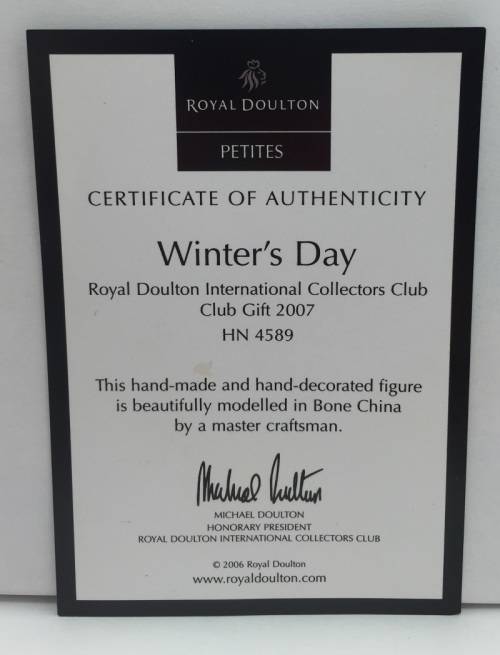 ROYAL DOULTON
PETITES
CERTIFICATE OF AUTHENTICITY
Winter's Day
Royal Doulton International Collectors Club
Club Gift 2007
HN 4589
This hand-made and hand-decorated figure
is beautifully modelled in Bone China
by a master craftsman.
Michael Doulton
MICHAEL DOULTON
HONORARY PRESIDENT
ROYAL DOULTON INTERNATIONAL COLLECTORS CLUB
© 2006 Royal Doulton
www.royaldoulton.com